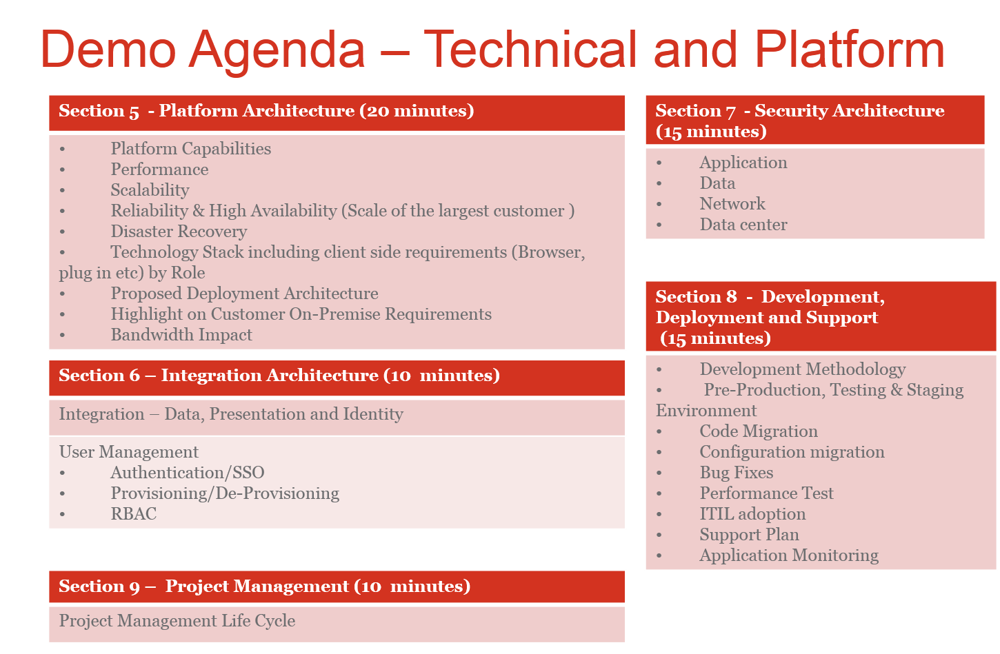 Demo Agenda – Technical and Platform
Section 5  - Platform Architecture (20 minutes)
• Platform Capabilities
• Performance
• Scalability
• Reliability & High Availability (Scale of the largest customer )
• Disaster Recovery
• Technology Stack including client side requirements (Browser,
plug in etc) by Role
• Proposed Deployment Architecture
• Highlight on Customer On-Premise Requirements
• Bandwidth Impact
Section 6 – Integration Architecture (10  minutes)
Integration – Data, Presentation and Identity
User Management
• Authentication/SSO
• Provisioning/De-Provisioning
• RBAC
Section 7  - Security Architecture
(15 minutes)
• Application
• Data
• Network
• Data center
Section 8  -  Development,
Deployment and Support
(15 minutes)
• Development Methodology
• Pre-Production, Testing & Staging
Environment
• Code Migration
• Configuration migration
• Bug Fixes
• Performance Test
• ITIL adoption
• Support Plan
• Application Monitoring
Section 9 –  Project Management (10  minutes)
Project Management Life Cycle